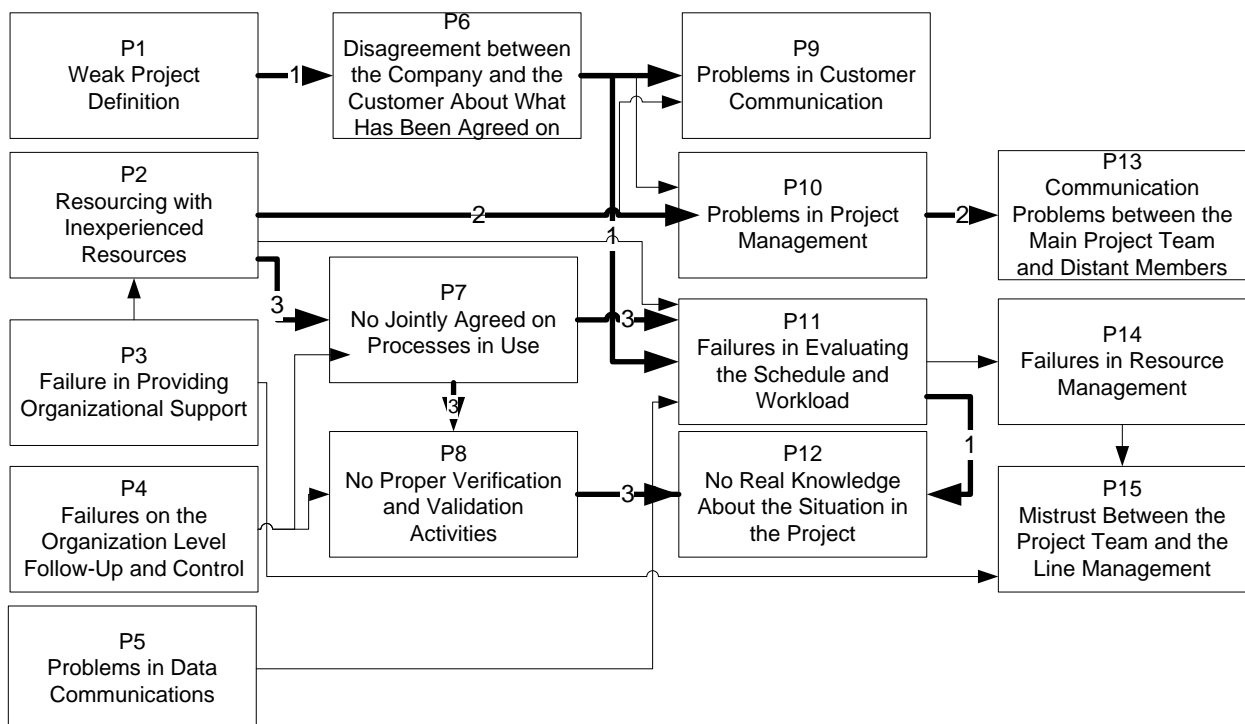 P1
Weak Project
Definition
1
P6
Disagreement between
the Company and the
Customer About What
Has Been Agreed on
P9
Problems in Customer
Communication
P2
Resourcing with
Inexperienced
Resources
2
1
P10
Problems in Project
Management
2
P13
Communication
Problems between the
Main Project Team
and Distant Members
3
P7
No Jointly Agreed on
Processes in Use
3
P11
Failures in Evaluating
the Schedule and
Workload
P14
Failures in Resource
Management
P3
Failure in Providing
Organizational Support
3
1
P4
Failures on the
Organization Level
Follow-Up and Control
P8
No Proper Verification
and Validation
Activities
3
P12
No Real Knowledge
About the Situation in
the Project
P15
Mistrust Between the
Project Team and the
Line Management
P5
Problems in Data
Communications